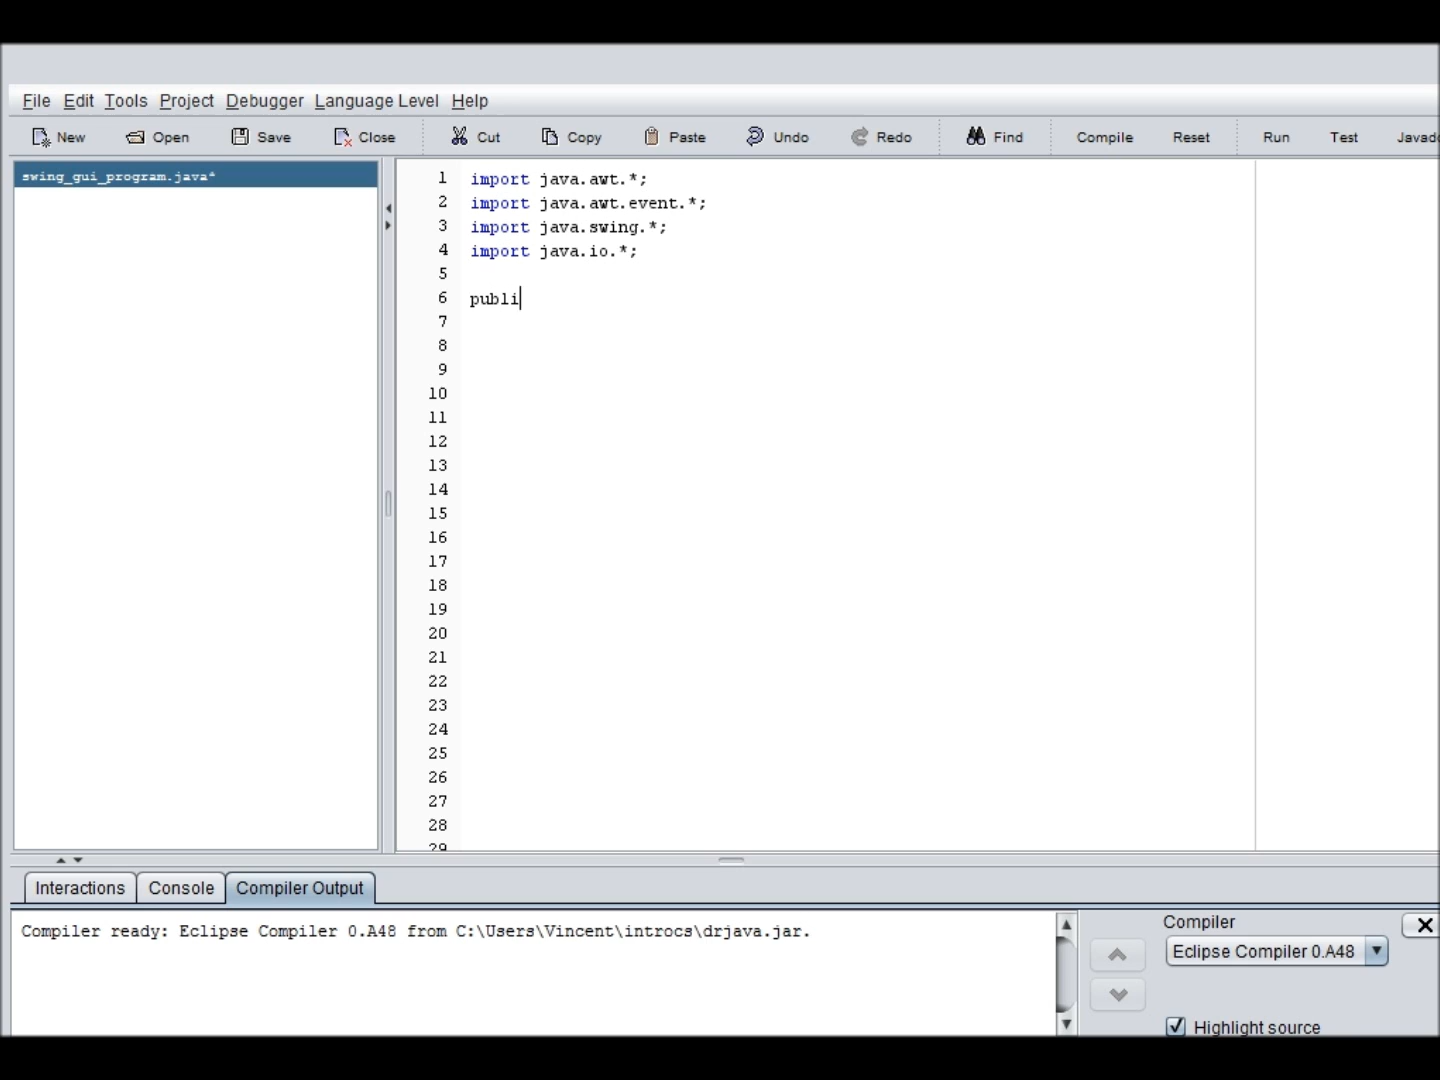 File Edit Tools Project Debugger Language Level Help
New Open Save Close Cut Copy Paste Undo Redo Find Compile Reset Run Test Javado
swing_gui_program.java*
1 import java.awt.*;
2 import java.awt.event.*;
3 import java.swing.*;
4 import java.io.*;
5
6 publi
7
8
9
10
11
12
13
14
15
16
17
18
19
20
21
22
23
24
25
26
27
28
29
Interactions Console Compiler Output
Compiler ready: Eclipse Compiler 0.A48 from C:\Users\Vincent\introcs\drjava.jar.
Compiler
Eclipse Compiler 0.A48
Highlight source